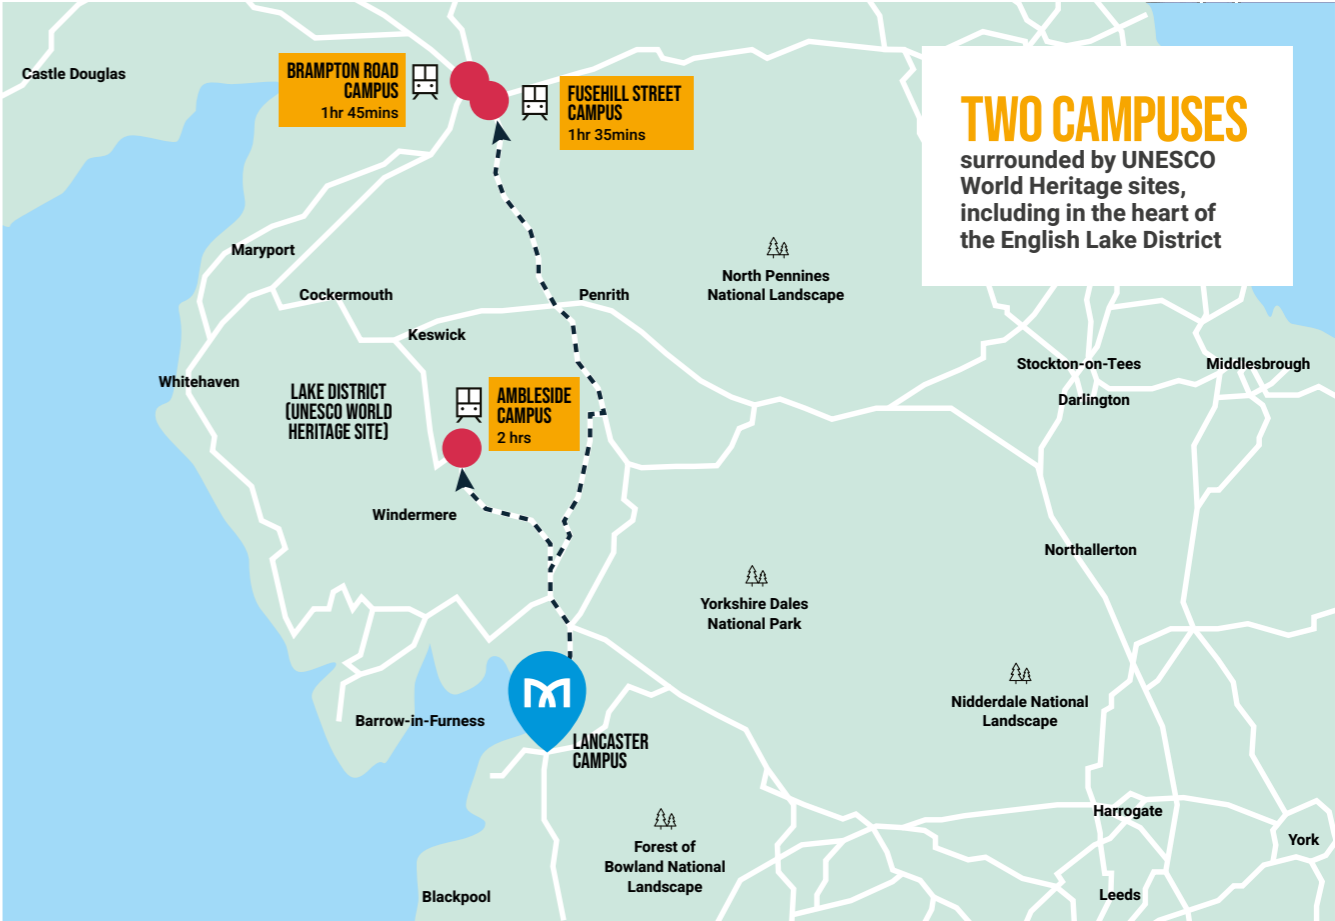 Castle Douglas
BRAMPTON ROAD
CAMPUS
1hr 45mins
FUSEHILL STREET
CAMPUS
1hr 35mins
TWO CAMPUSES
surrounded by UNESCO
World Heritage sites,
including in the heart of
the English Lake District
Maryport
North Pennines
National Landscape
Cockermouth
Penrith
Keswick
Stockton-on-Tees
Middlesbrough
Darlington
Whitehaven
LAKE DISTRICT
(UNESCO WORLD
HERITAGE SITE)
AMBLESIDE
CAMPUS
2 hrs
Windermere
Northallerton
Yorkshire Dales
National Park
Nidderdale National
Landscape
Barrow-in-Furness
LANCASTER
CAMPUS
Harrogate
York
Forest of
Bowland National
Landscape
Blackpool
Leeds